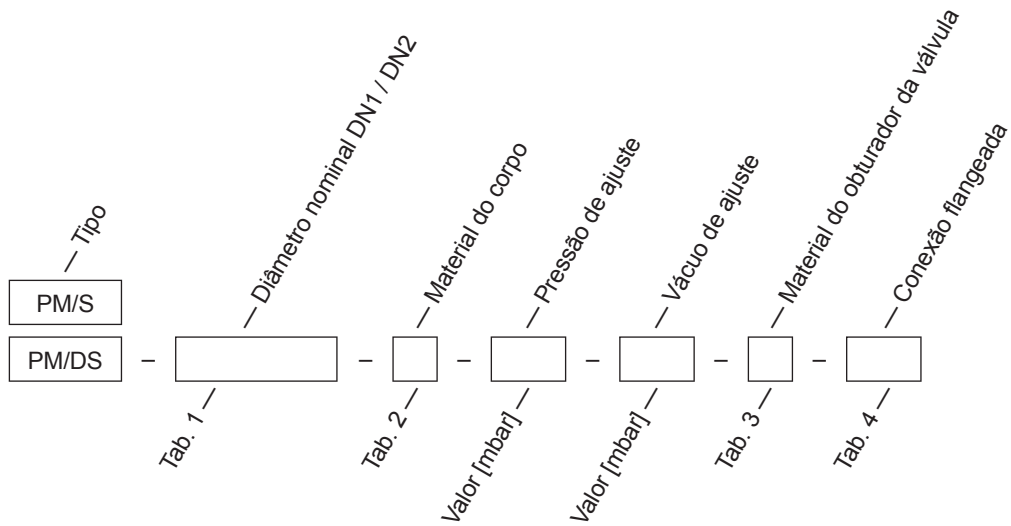 Tipo
Diâmetro nominal DN1 / DN2
Material do corpo
Pressão de ajuste
Vácuo de ajuste
Material do obturador da válvula
Conexão flangeada
PM/S
PM/DS – – – – – –
Tab. 1
Tab. 2
Valor [mbar]
Valor [mbar]
Tab. 3
Tab. 4